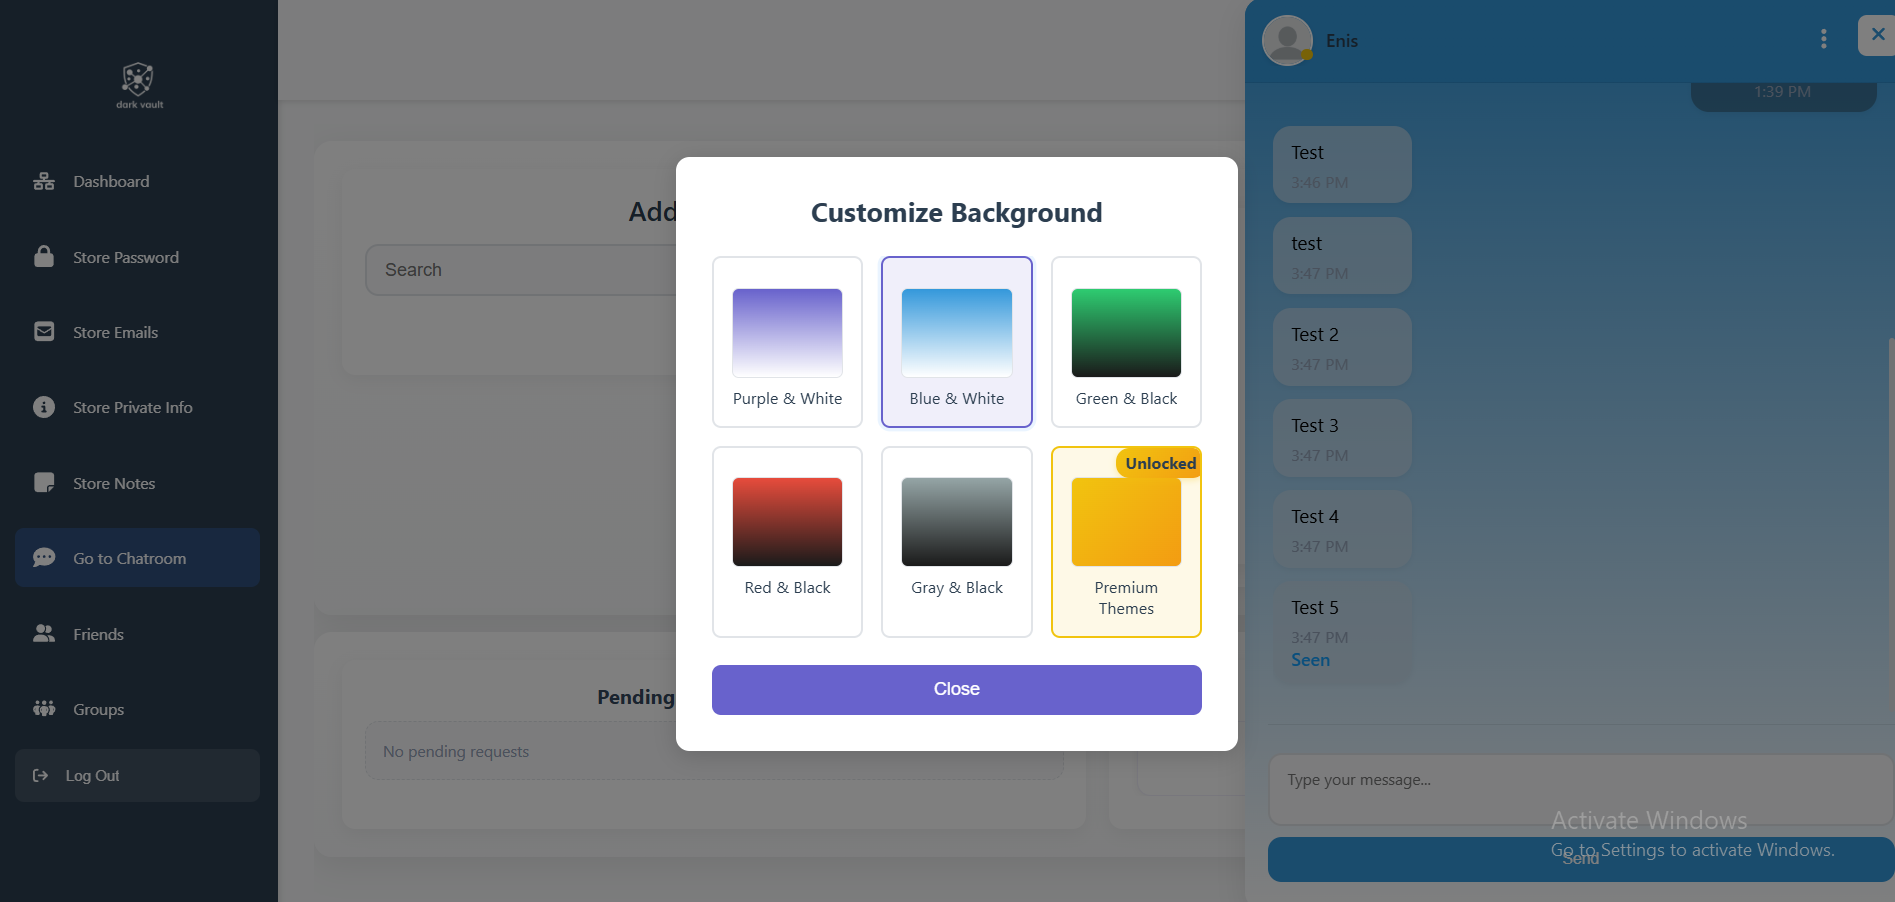 dark vault
Dashboard
Store Password
Store Emails
Store Private Info
Store Notes
Go to Chatroom
Friends
Groups
Log Out
Add
Search
Pending
No pending requests
Customize Background
Purple & White
Blue & White
Green & Black
Unlocked
Red & Black
Gray & Black
Premium
Themes
Close
Enis
1:39 PM
Test
3:46 PM
test
3:47 PM
Test 2
3:47 PM
Test 3
3:47 PM
Test 4
3:47 PM
Test 5
3:47 PM
Seen
Type your message...
Send
Activate Windows
Go to Settings to activate Windows.